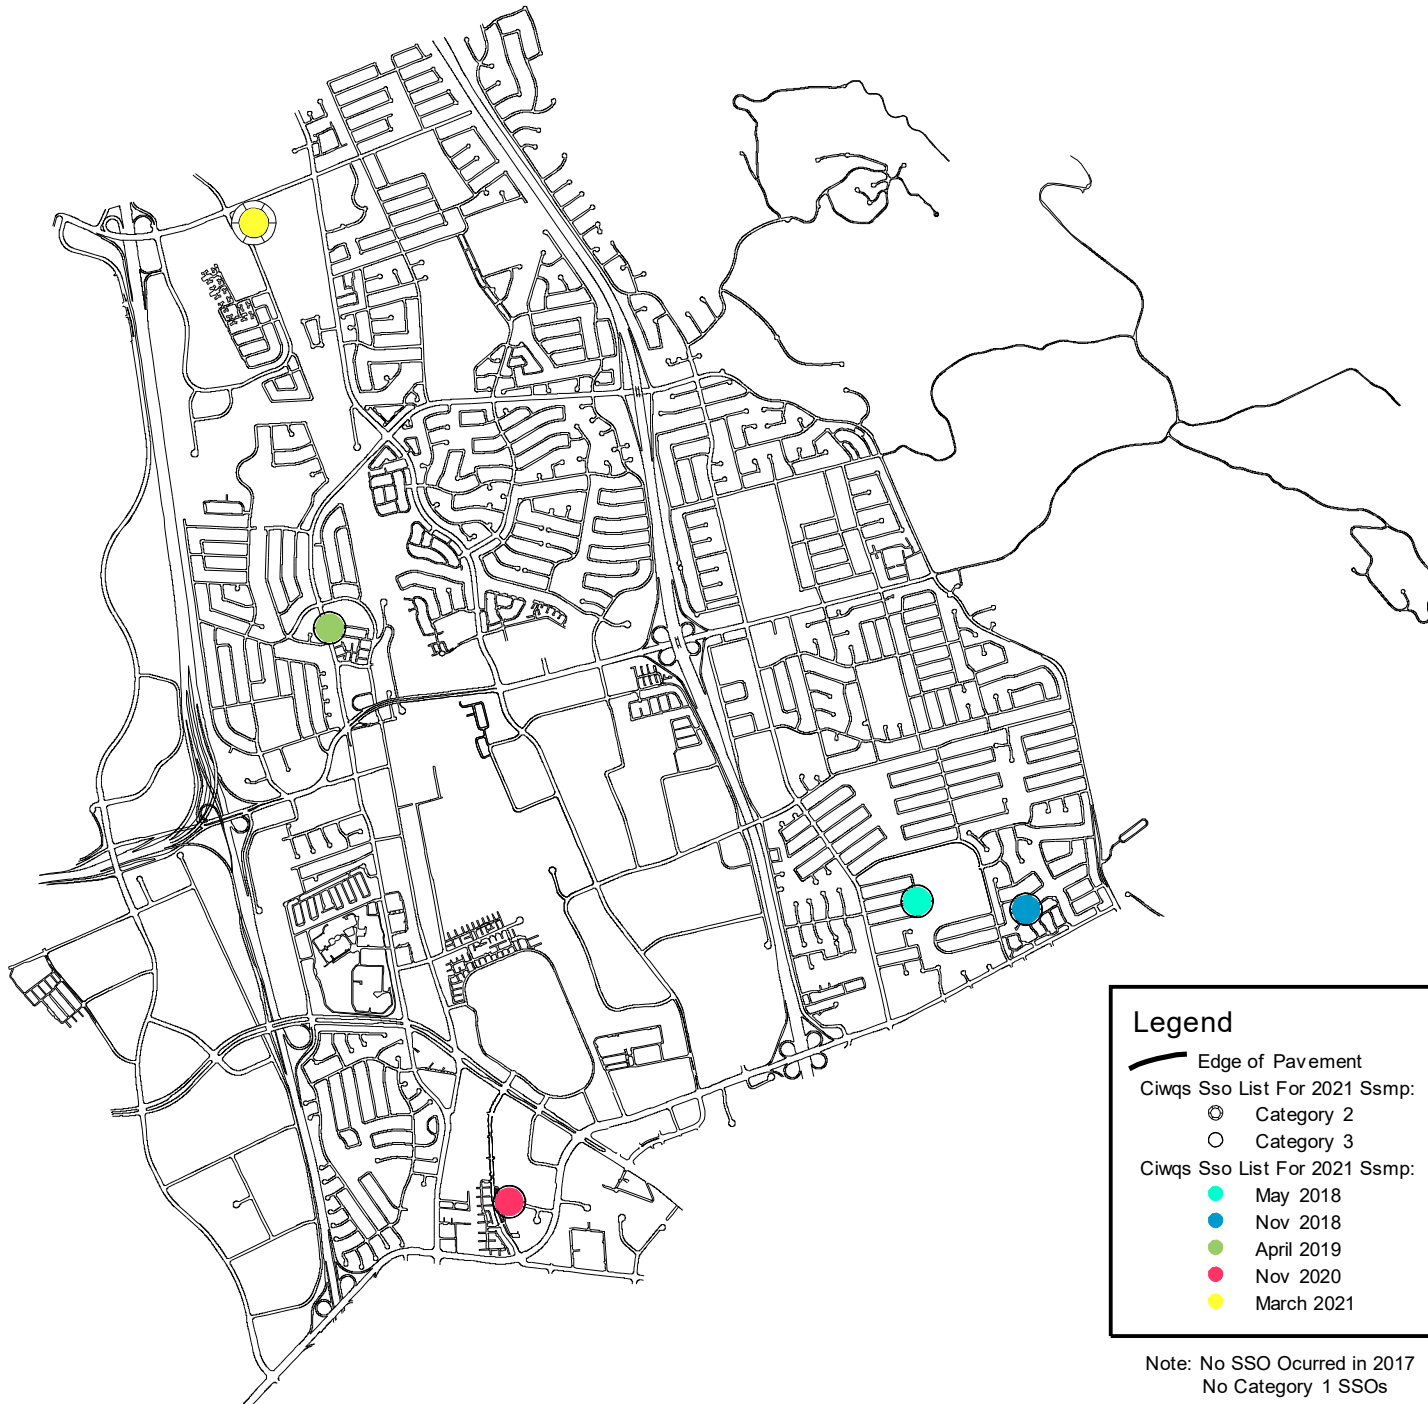 Legend
Edge of Pavement
Ciwqs Sso List For 2021 Ssmp:
Category 2
Category 3
Ciwqs Sso List For 2021 Ssmp:
May 2018
Nov 2018
April 2019
Nov 2020
March 2021
Note: No SSO Ocurred in 2017
No Category 1 SSOs